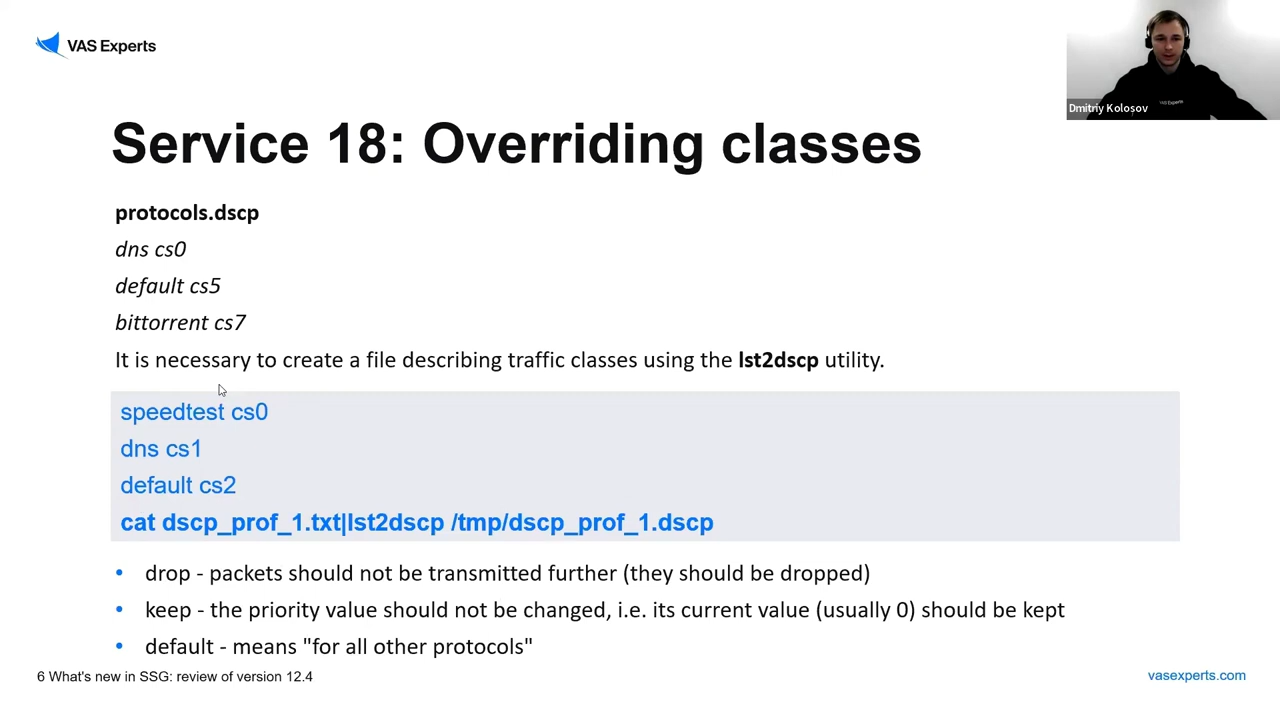 VAS Experts
Dmitriy Kolosov
VAS Experts
Service 18: Overriding classes
protocols.dscp
dns cs0
default cs5
bittorrent cs7
It is necessary to create a file describing traffic classes using the lst2dscp utility.
speedtest cs0
dns cs1
default cs2
cat dscp_prof_1.txt|lst2dscp /tmp/dscp_prof_1.dscp
• drop - packets should not be transmitted further (they should be dropped)
• keep - the priority value should not be changed, i.e. its current value (usually 0) should be kept
• default - means "for all other protocols"
6 What's new in SSG: review of version 12.4
vasexperts.com